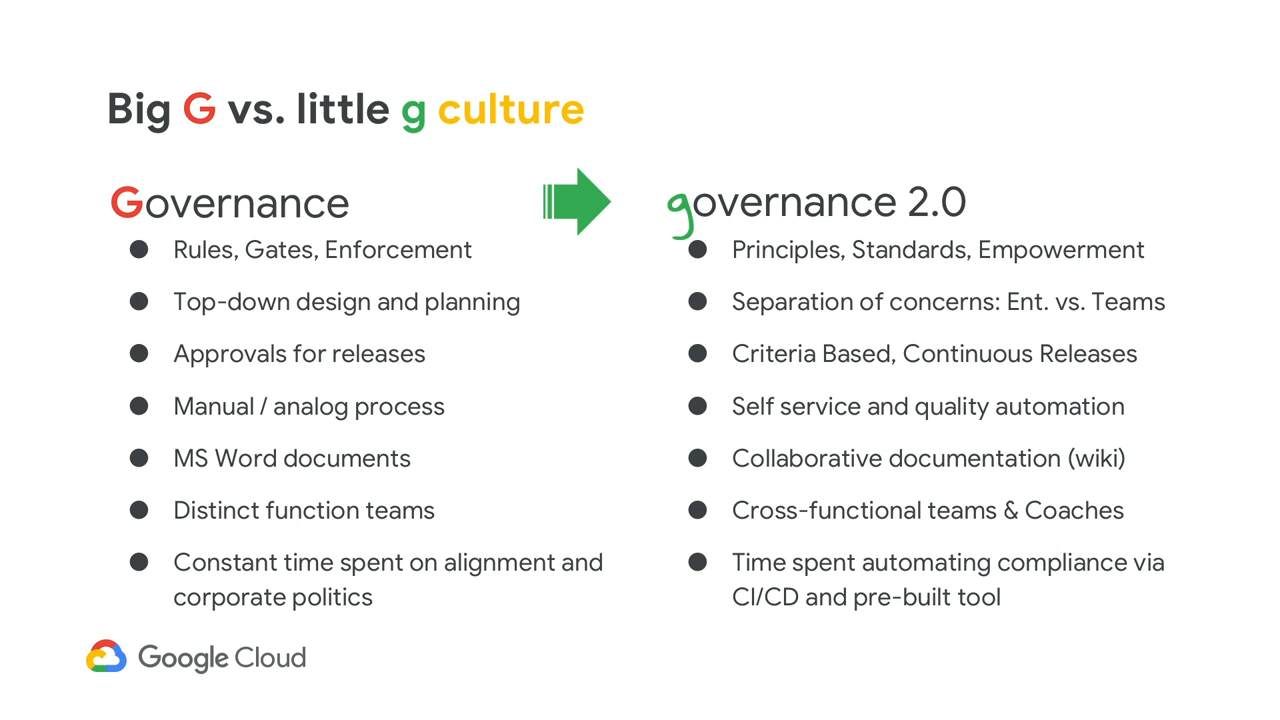 Big G vs. little g culture
Governance
● Rules, Gates, Enforcement
● Top-down design and planning
● Approvals for releases
● Manual / analog process
● MS Word documents
● Distinct function teams
● Constant time spent on alignment and
corporate politics
governance 2.0
● Principles, Standards, Empowerment
● Separation of concerns: Ent. vs. Teams
● Criteria Based, Continuous Releases
● Self service and quality automation
● Collaborative documentation (wiki)
● Cross-functional teams & Coaches
● Time spent automating compliance via
CI/CD and pre-built tool
Google Cloud